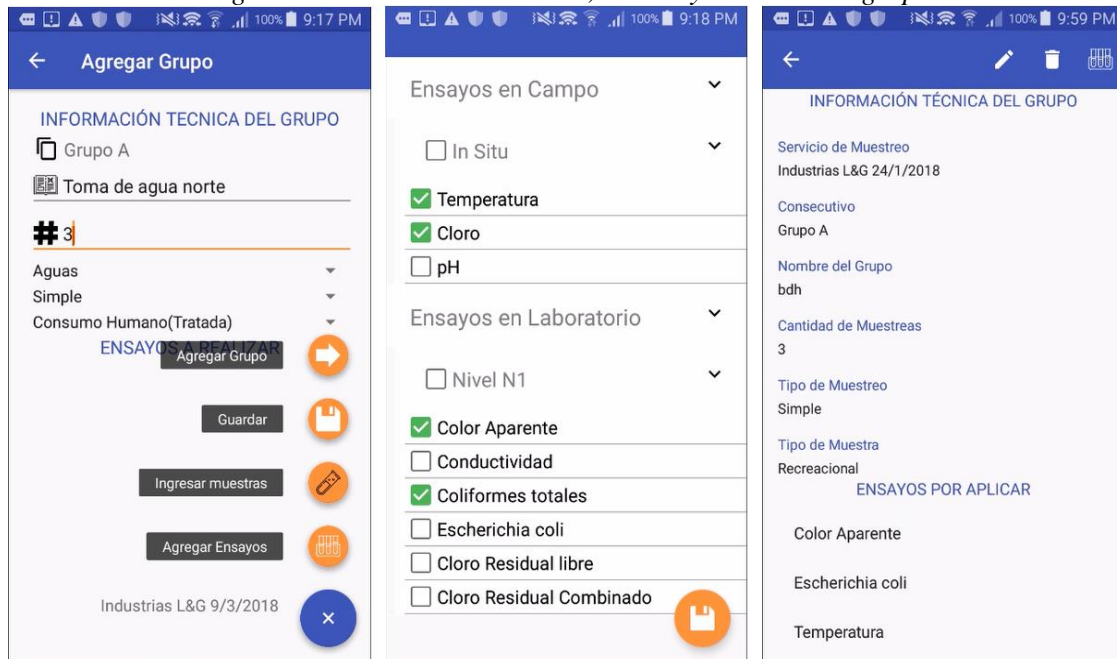 100% 9:17 PM
Agregar Grupo
INFORMACIÓN TECNICA DEL GRUPO
Grupo A
Toma de agua norte
# 3
Aguas
Simple
Consumo Humano(Tratada)
ENSAYOS A REALIZAR
Agregar Grupo
Guardar
Ingresar muestras
Agregar Ensayos
Industrias L&G 9/3/2018
100% 9:18 PM
Ensayos en Campo
In Situ
Temperatura
Cloro
pH
Ensayos en Laboratorio
Nivel N1
Color Aparente
Conductividad
Coliformes totales
Escherichia coli
Cloro Residual libre
Cloro Residual Combinado
100% 9:59 PM
INFORMACIÓN TÉCNICA DEL GRUPO
Servicio de Muestreo
Industrias L&G 24/1/2018
Consecutivo
Grupo A
Nombre del Grupo
bdh
Cantidad de Muestreas
3
Tipo de Muestreo
Simple
Tipo de Muestra
Recreacional
ENSAYOS POR APLICAR
Color Aparente
Escherichia coli
Temperatura